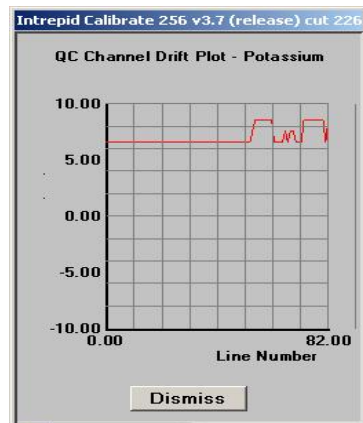 Intrepid Calibrate 256 v3.7 (release) cut 226
QC Channel Drift Plot - Potassium
10.00
5.00
0.00
-5.00
-10.00
0.00
82.00
Line Number
Dismiss